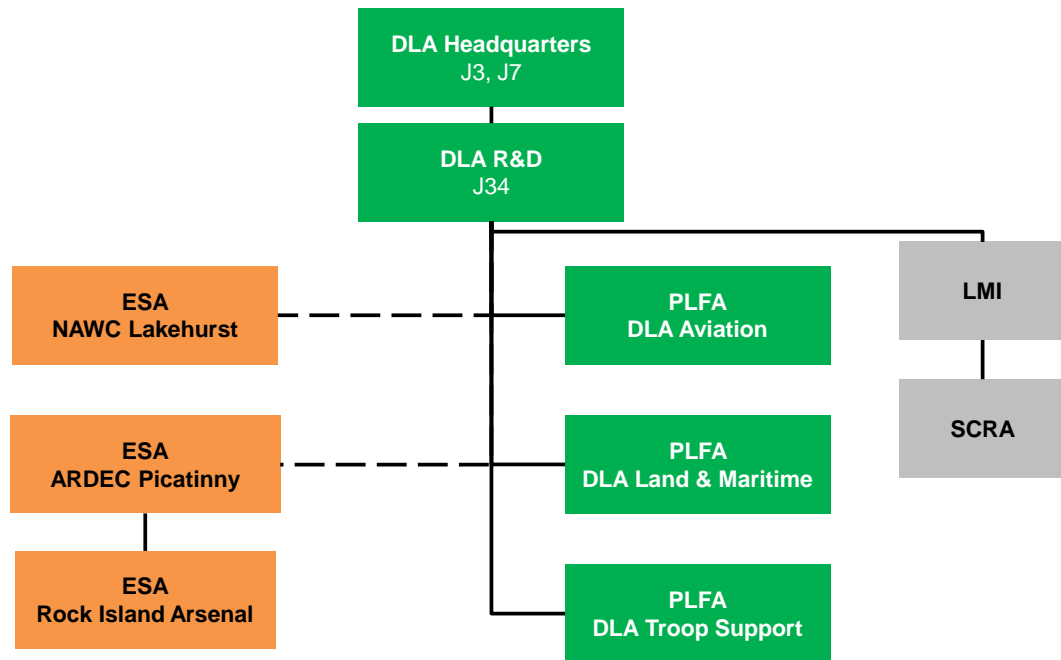 DLA Headquarters
J3, J7
DLA R&D
J34
LMI
ESA
NAWC Lakehurst
PLFA
DLA Aviation
SCRA
ESA
ARDEC Picatinny
PLFA
DLA Land & Maritime
ESA
Rock Island Arsenal
PLFA
DLA Troop Support